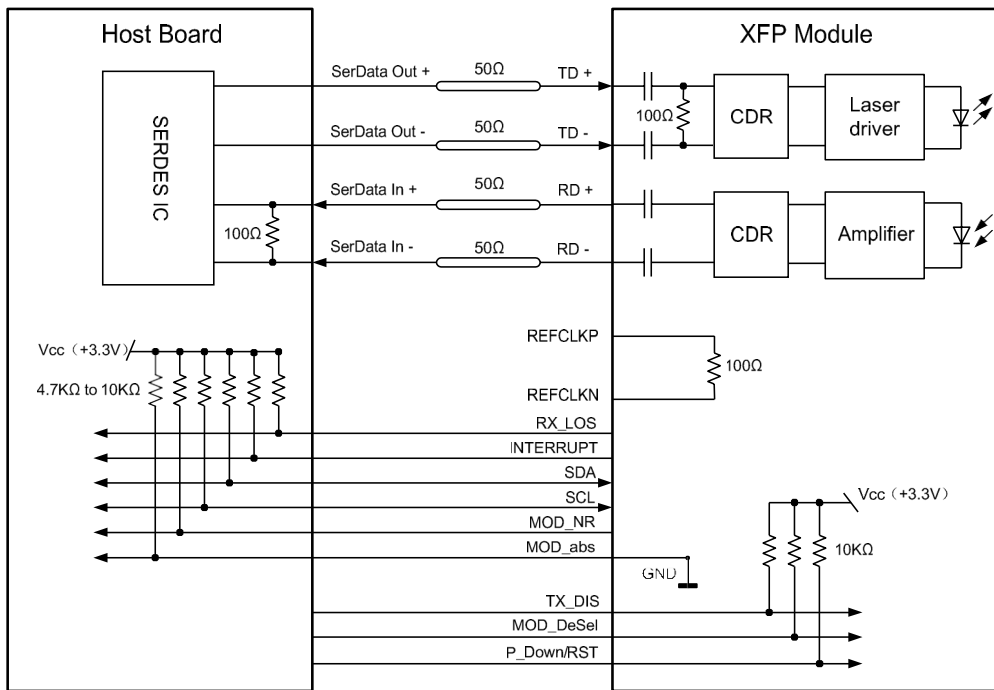 Host Board
XFP Module
SerData Out +
50Ω
TD +
SERDES IC
100Ω
CDR
Laser driver
SerData Out -
50Ω
TD -
SerData In +
50Ω
RD +
100Ω
CDR
Amplifier
SerData In -
50Ω
RD -
Vcc（+3.3V）
4.7KΩ to 10KΩ
REFCLKP
100Ω
REFCLKN
RX_LOS
INTERRUPT
SDA
SCL
MOD_NR
MOD_abs
Vcc（+3.3V）
10KΩ
GND
TX_DIS
MOD_DeSel
P_Down/RST